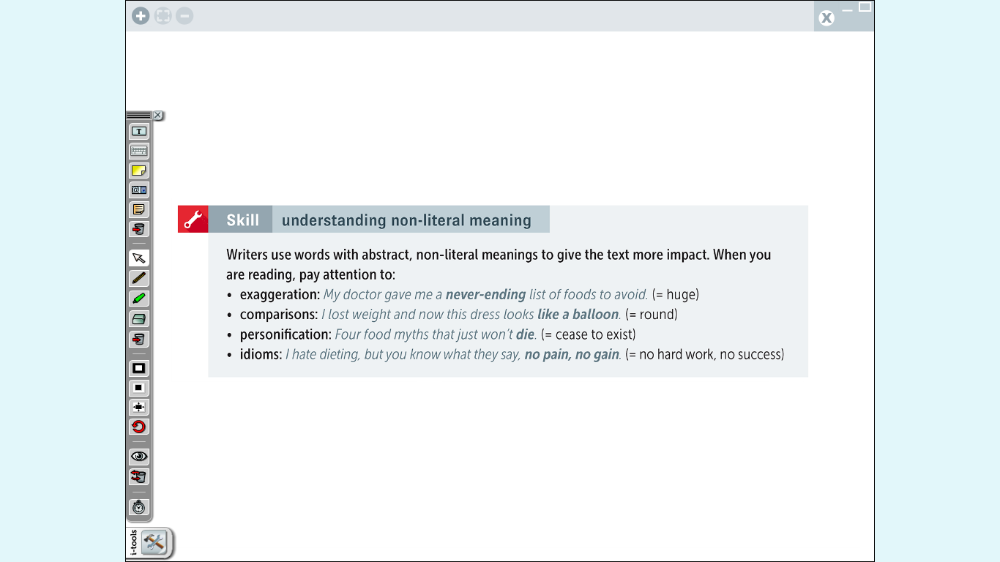 Skill understanding non-literal meaning
Writers use words with abstract, non-literal meanings to give the text more impact. When you
are reading, pay attention to:
• exaggeration: My doctor gave me a never-ending list of foods to avoid. (= huge)
• comparisons: I lost weight and now this dress looks like a balloon. (= round)
• personification: Four food myths that just won't die. (= cease to exist)
• idioms: I hate dieting, but you know what they say, no pain, no gain. (= no hard work, no success)
i-tools